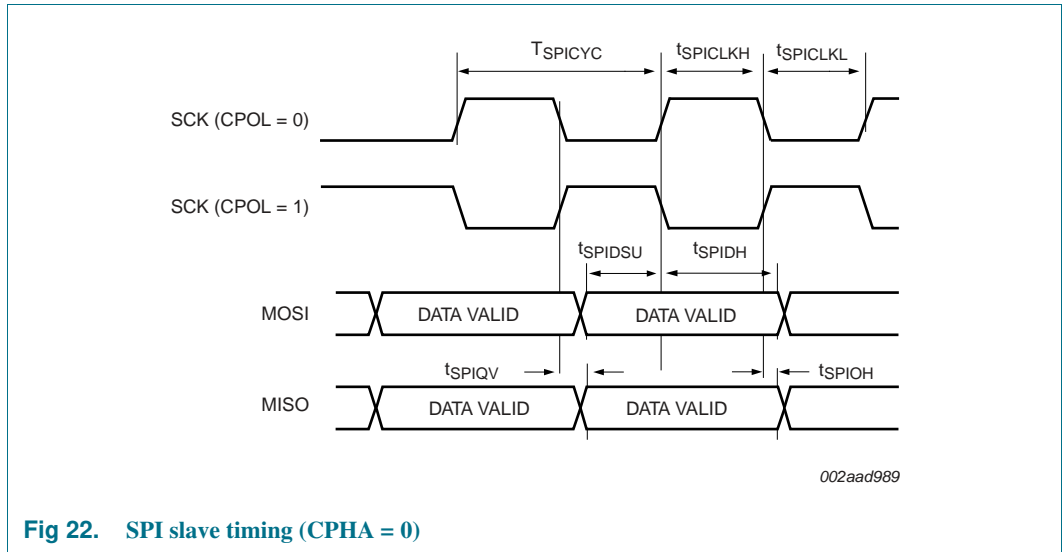 TSPICYC
tSPICLKH
tSPICLKL
SCK (CPOL = 0)
SCK (CPOL = 1)
tSPIDSU
tSPIDH
MOSI
DATA VALID
DATA VALID
tSPIQV
tSPIOH
MISO
DATA VALID
DATA VALID
002aad989
Fig 22. SPI slave timing (CPHA = 0)